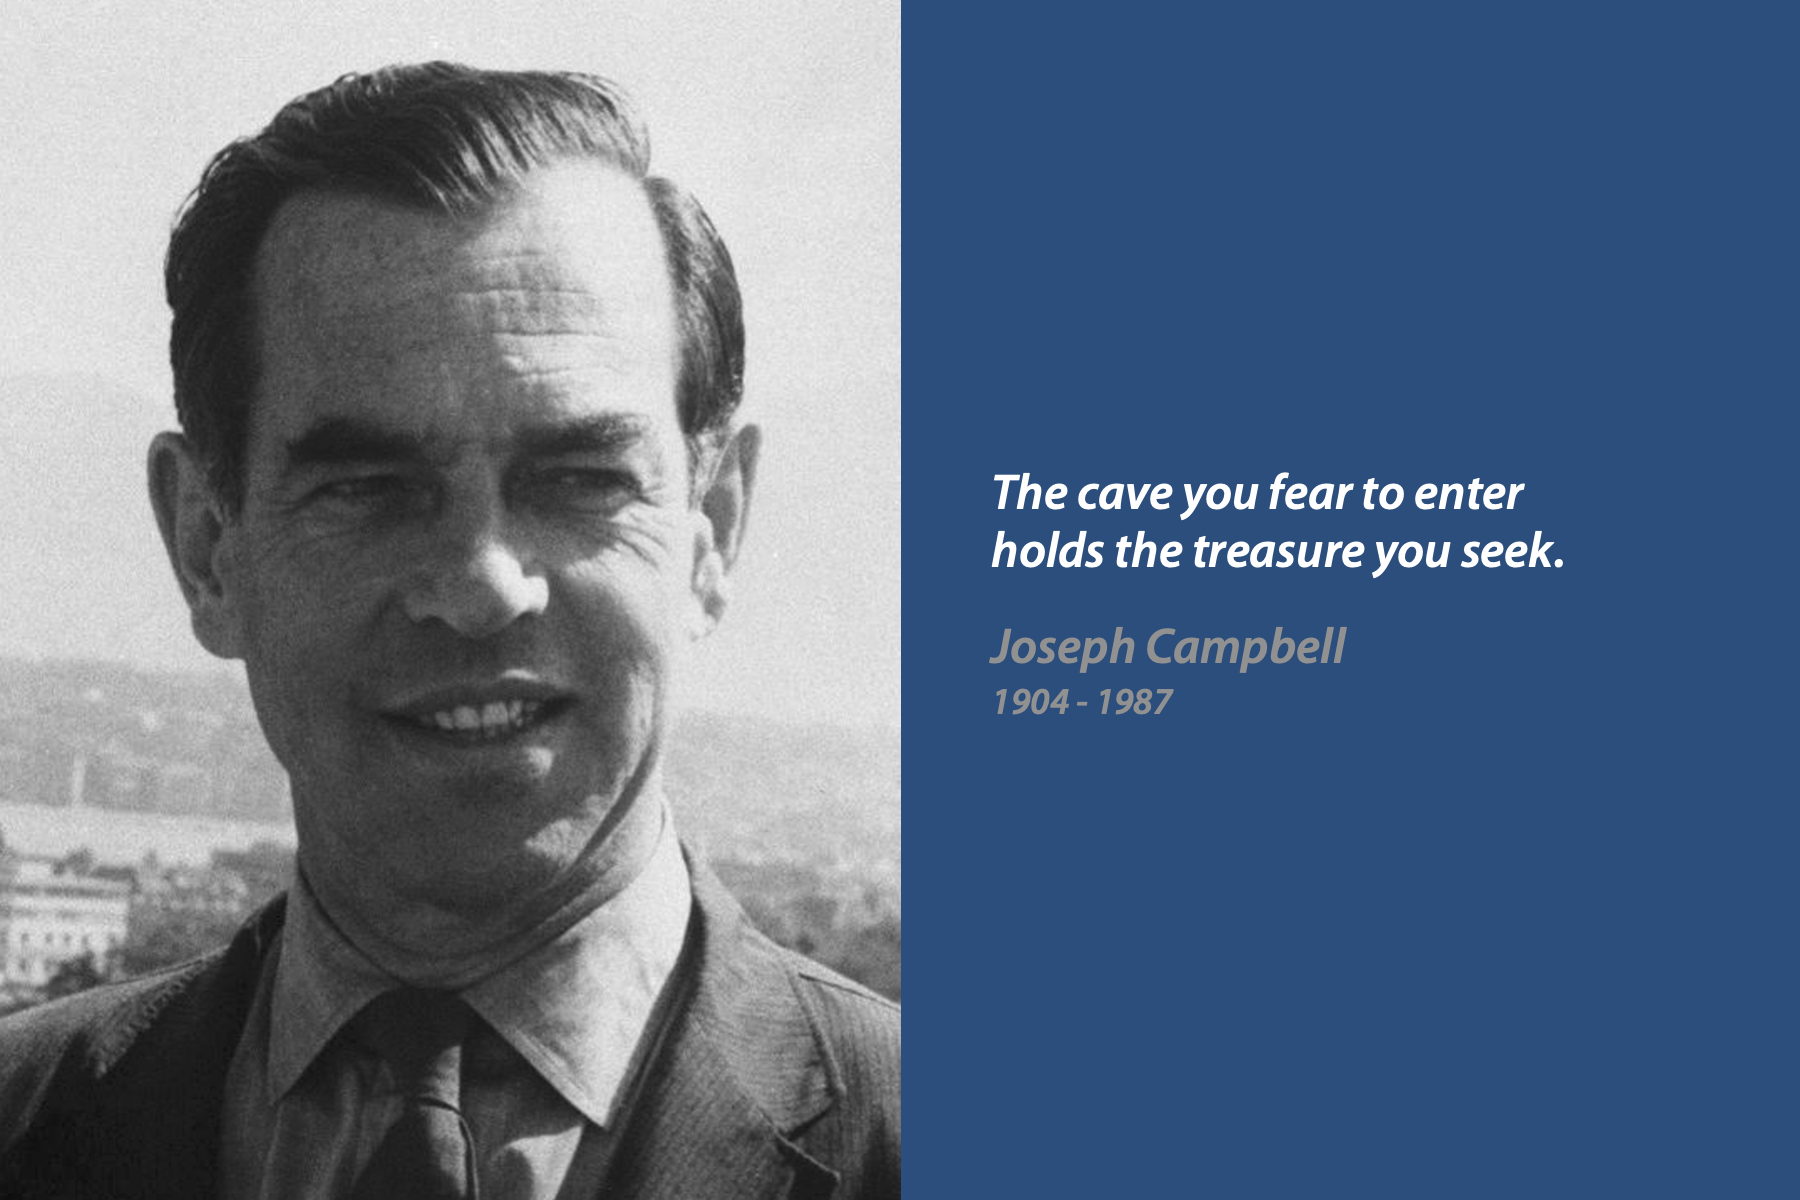 The cave you fear to enter
holds the treasure you seek.
Joseph Campbell
1904 - 1987